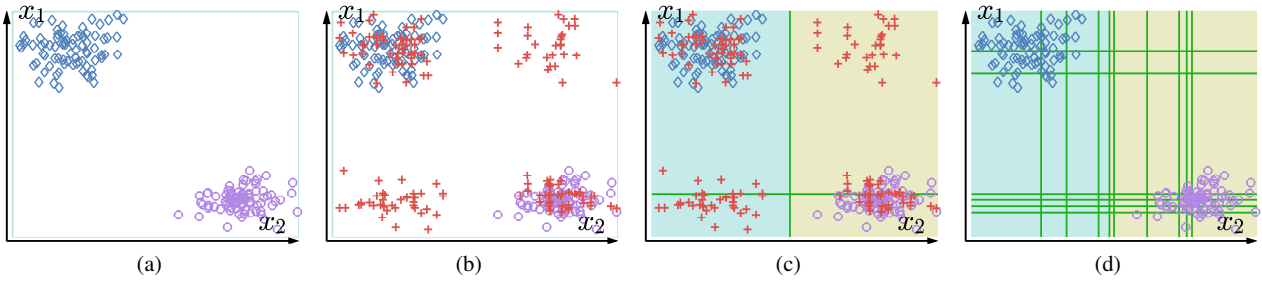 x₁ x₁ x₁ x₁
x₂ x₂ x₂ x₂
(a) (b) (c) (d)